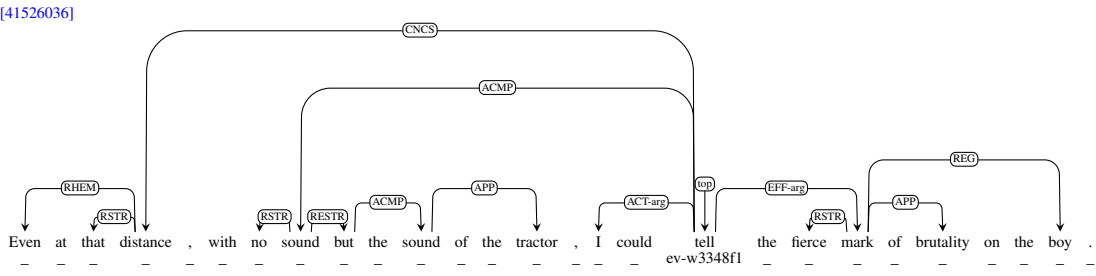 [41526036]
CNCS
ACMP
REG
RHEM ACMP APP top EFF-arg
RSTR RSTR RESTR ACT-arg RSTR APP
Even at that distance , with no sound but the sound of the tractor , I could tell the fierce mark of brutality on the boy .
_ _ _ _ _ _ _ _ _ _ _ _ _ _ _ _ _ ev-w3348f1 _ _ _ _ _ _ _ _ _